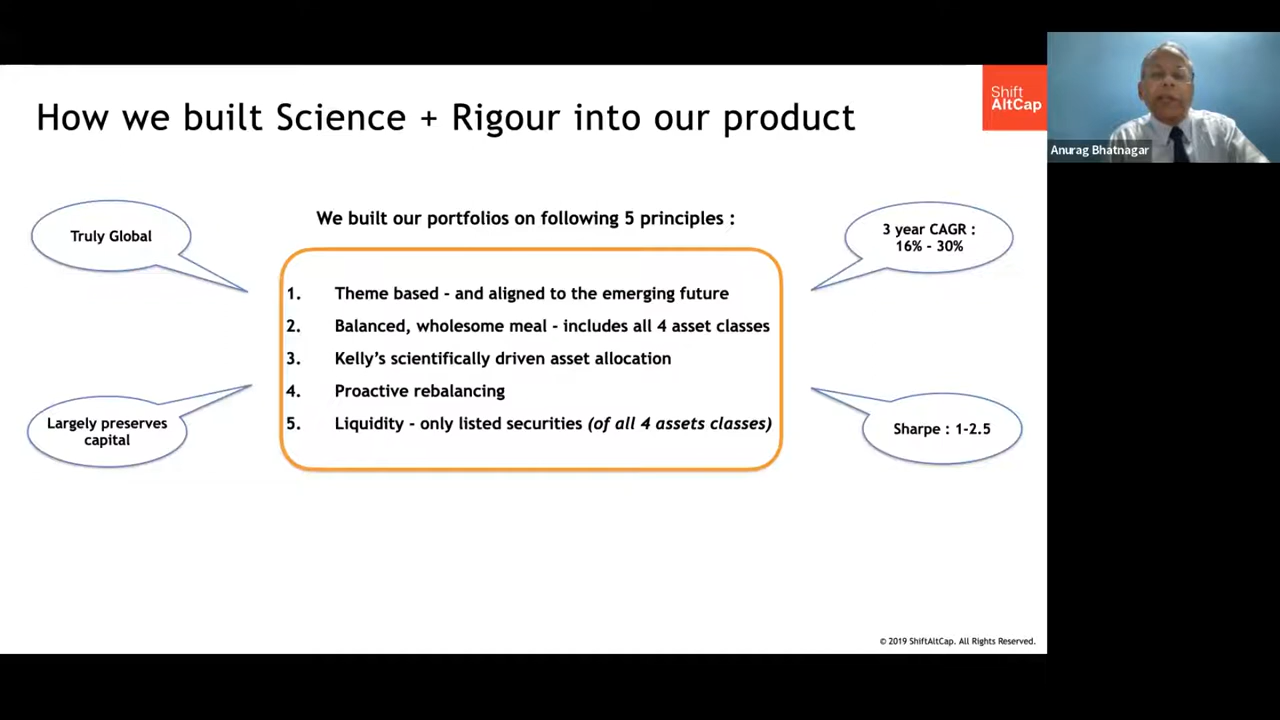 How we built Science + Rigour into our product
Shift
AltCap
Anurag Bhatnagar
We built our portfolios on following 5 principles :
Truly Global
3 year CAGR :
16% - 30%
1. Theme based - and aligned to the emerging future
2. Balanced, wholesome meal - includes all 4 asset classes
3. Kelly's scientifically driven asset allocation
4. Proactive rebalancing
5. Liquidity - only listed securities (of all 4 assets classes)
Largely preserves
capital
Sharpe : 1-2.5
© 2019 ShiftAltCap. All Rights Reserved.